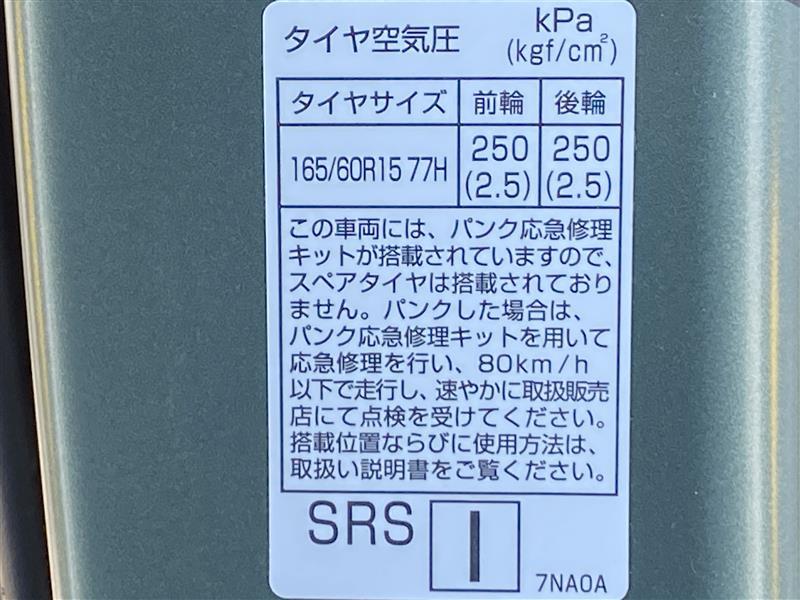 タイヤ空気圧 kPa
(kgf/cm²)
タイヤサイズ 前輪 後輪
165/60R15 77H 250 (2.5) 250 (2.5)
この車両には、パンク応急修理
キットが搭載されていますので、
スペアタイヤは搭載されており
ません。パンクした場合は、
パンク応急修理キットを用いて
応急修理を行い、80km/h
以下で走行し、速やかに取扱販売
店にて点検を受けてください。
搭載位置ならびに使用方法は、
取扱い説明書をご覧ください。
SRS I
7NA0A